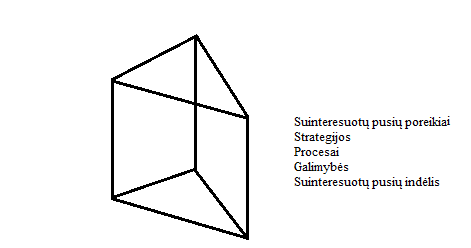 Suinteresuotų pusių poreikiai
Strategijos
Procesai
Galimybės
Suinteresuotų pusių indėlis